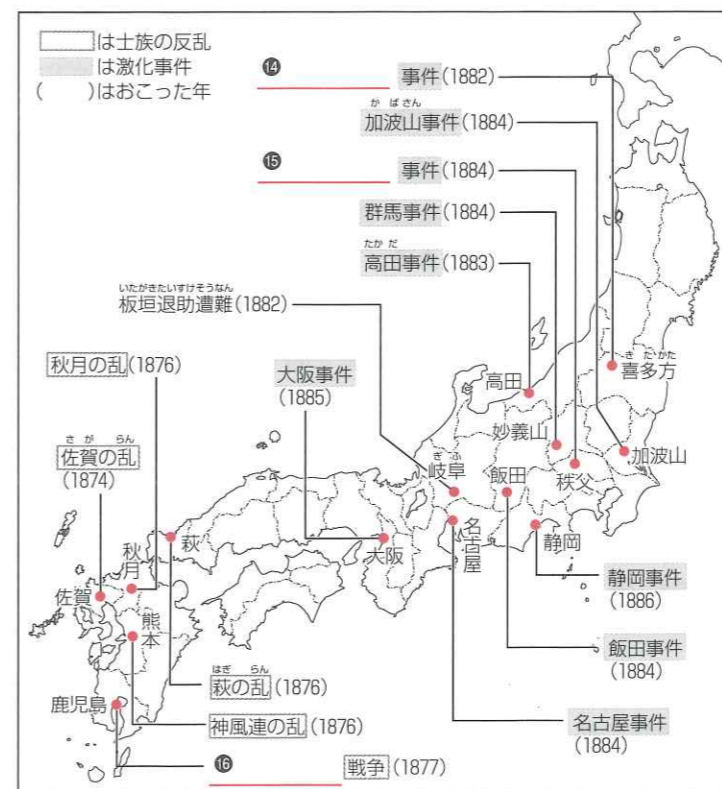 は士族の反乱
は激化事件
(　　)はおこった年
⓮　　　事件(1882)
かばさん
加波山事件(1884)
⓯　　　事件(1884)
群馬事件(1884)
たかだ
高田事件(1883)
いたがきたいすけそうなん
板垣退助遭難(1882)
秋月の乱(1876)
大阪事件
(1885)
さが　らん
佐賀の乱
(1874)
高田
きたかた
喜多方
妙義山
加波山
ぎふ
岐阜
飯田
秩父
萩
秋月
大阪
名古屋
静岡
佐賀
熊本
静岡事件
(1886)
飯田事件
(1884)
はぎ　らん
萩の乱(1876)
鹿児島
神風連の乱(1876)
名古屋事件
(1884)
⓰　　　戦争(1877)